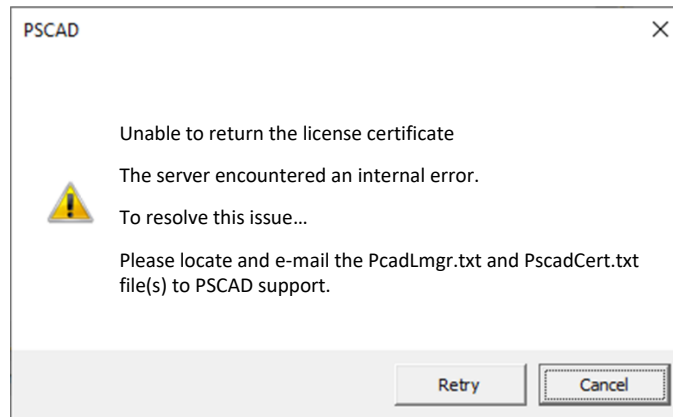 PSCAD
Unable to return the license certificate
The server encountered an internal error.
To resolve this issue…
Please locate and e-mail the PcadLmgr.txt and PscadCert.txt
file(s) to PSCAD support.
Retry
Cancel